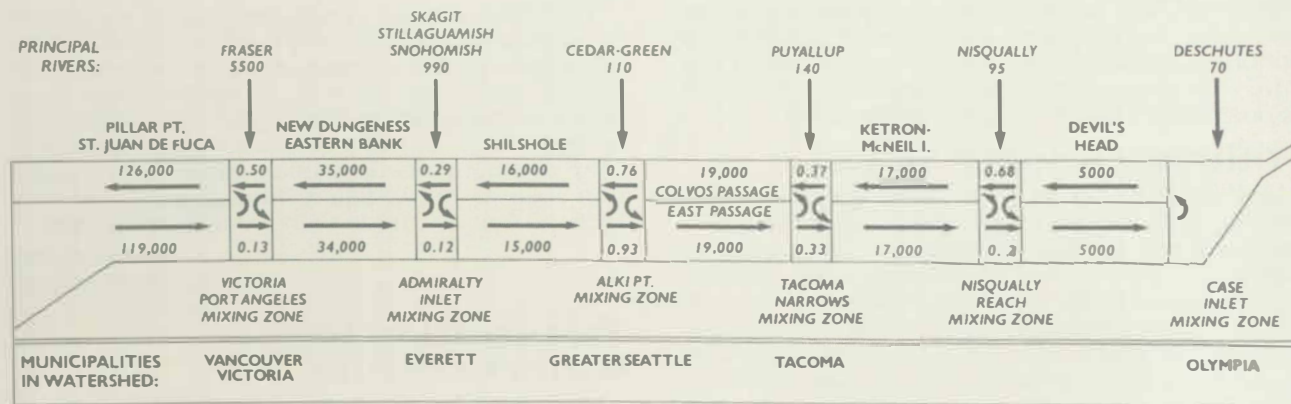 PRINCIPAL
RIVERS:
FRASER
5500
SKAGIT
STILLAGUAMISH
SNOHOMISH
990
CEDAR-GREEN
110
PUYALLUP
140
NISQUALLY
95
DESCHUTES
70
PILLAR PT.
ST. JUAN DE FUCA
NEW DUNGENESS
EASTERN BANK
SHILSHOLE
KETRON-
McNEIL I.
DEVIL'S
HEAD
126,000
0.50
35,000
0.29
16,000
0.76
19,000
0.37
17,000
0.68
5000
COLVOS PASSAGE
EAST PASSAGE
119,000
0.13
34,000
0.12
15,000
0.93
19,000
0.33
17,000
5000
VICTORIA
PORT ANGELES
MIXING ZONE
ADMIRALTY
INLET
MIXING ZONE
ALKI PT.
MIXING ZONE
TACOMA
NARROWS
MIXING ZONE
NISQUALLY
REACH
MIXING ZONE
CASE
INLET
MIXING ZONE
MUNICIPALITIES
IN WATERSHED:
VANCOUVER
VICTORIA
EVERETT
GREATER SEATTLE
TACOMA
OLYMPIA